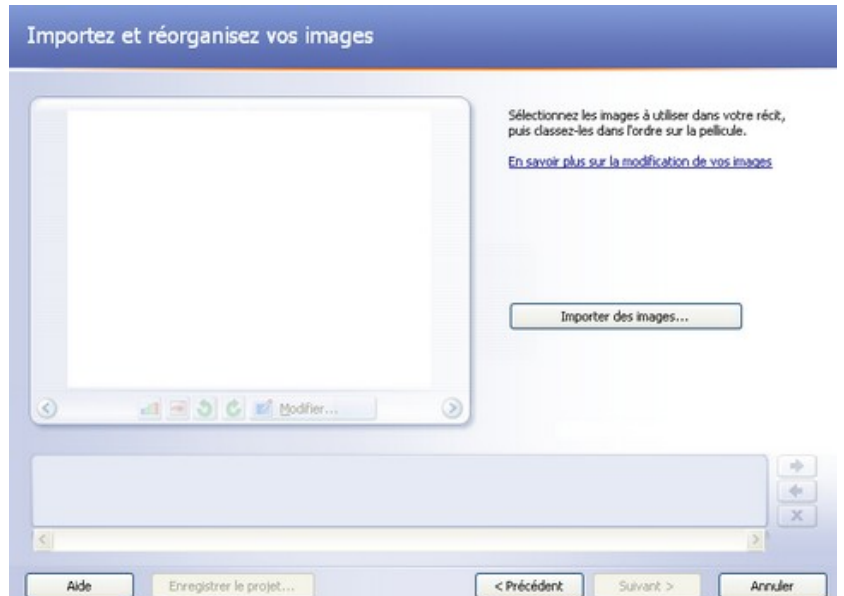 Importez et réorganisez vos images
Sélectionnez les images à utiliser dans votre récit,
puis classez-les dans l'ordre sur la pellicule.
En savoir plus sur la modification de vos images
Importer des images...
Modifier...
Aide
Enregistrer le projet...
< Précédent
Suivant >
Annuler